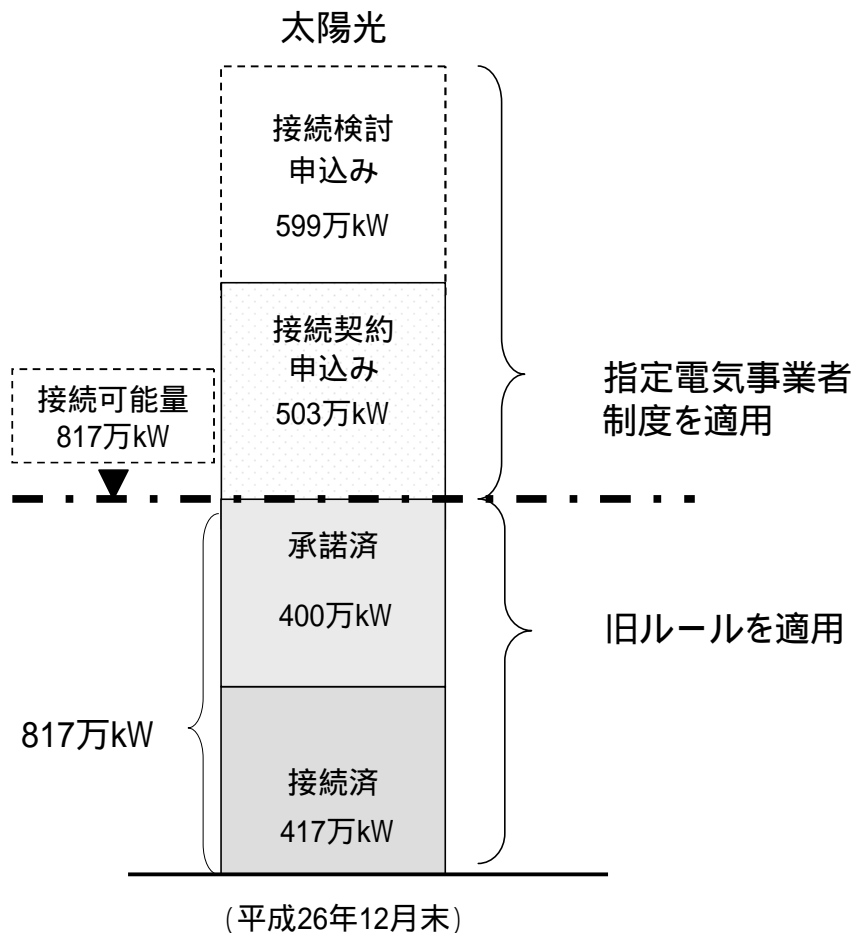 太陽光
接続検討
申込み
599万kW
接続契約
申込み
503万kW
接続可能量
817万kW
指定電気事業者
制度を適用
承諾済
400万kW
旧ルールを適用
817万kW
接続済
417万kW
(平成26年12月末)